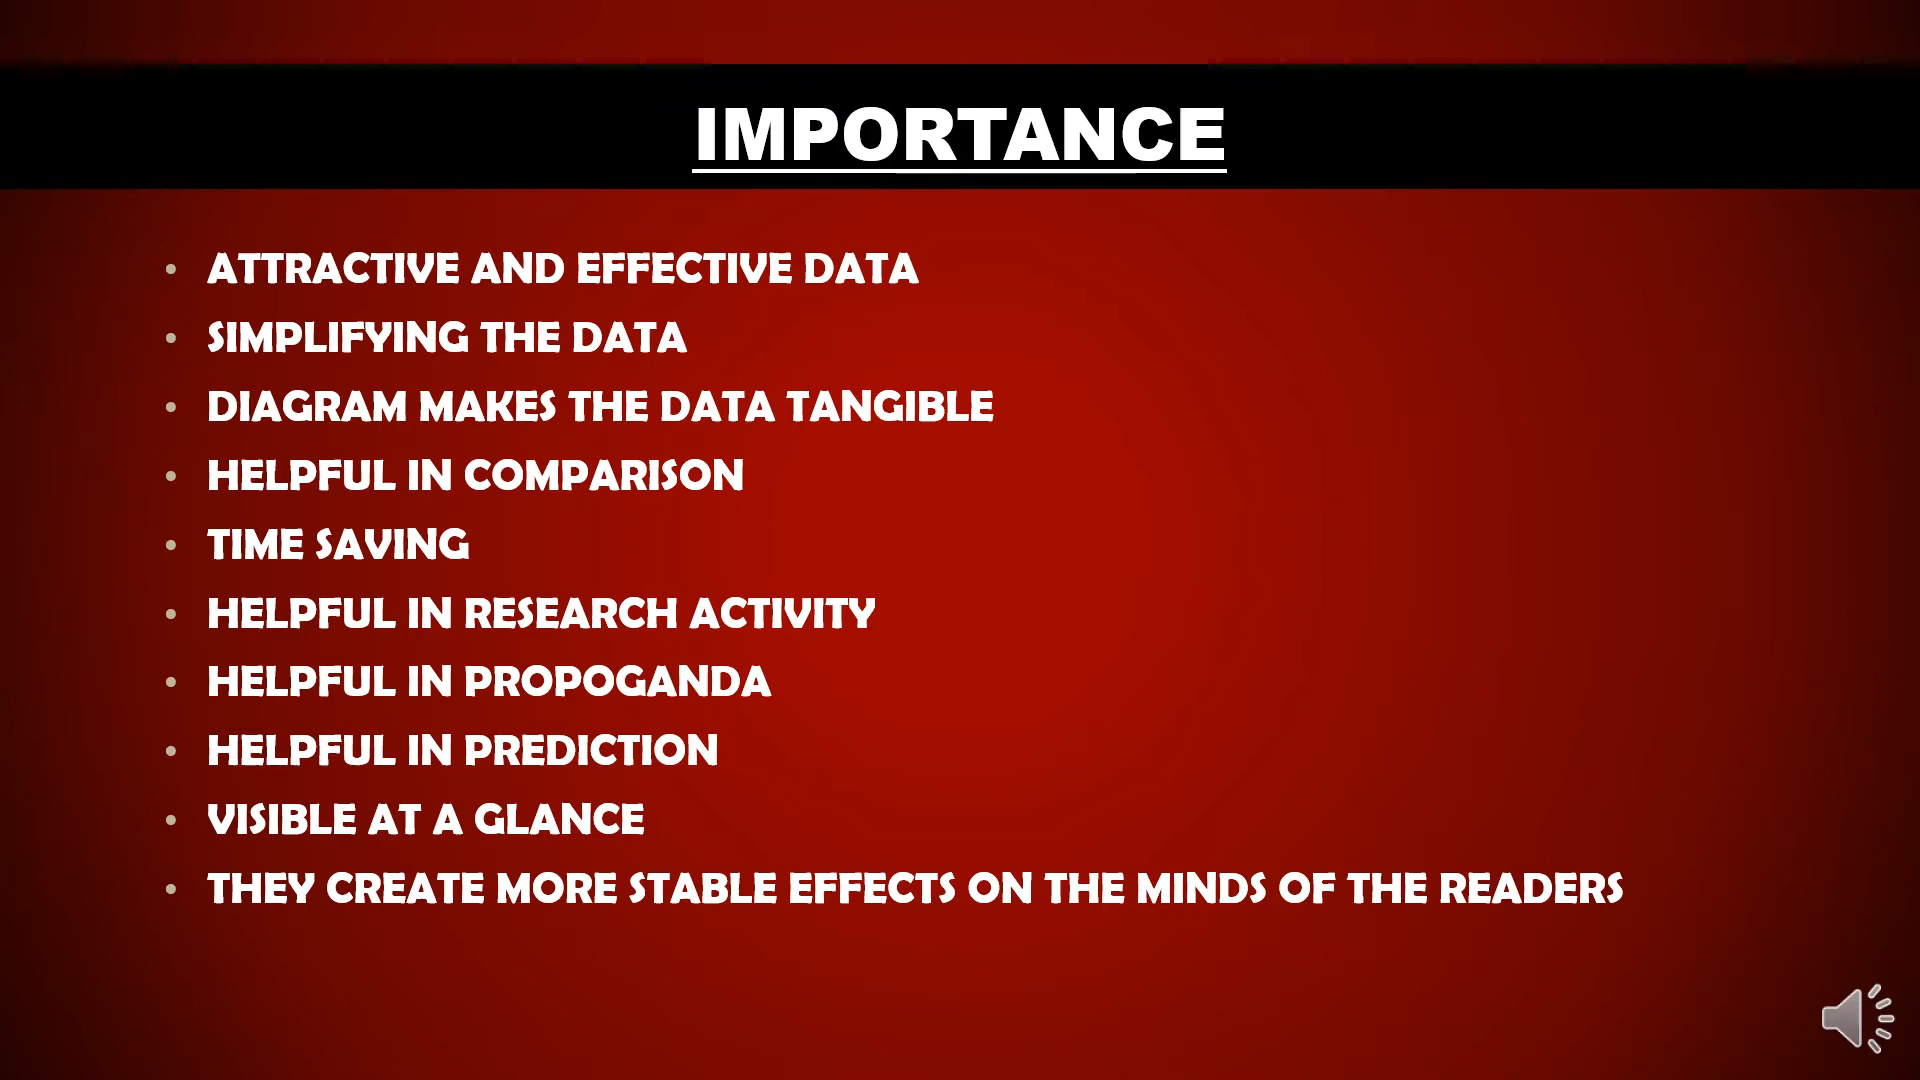 IMPORTANCE
• ATTRACTIVE AND EFFECTIVE DATA
• SIMPLIFYING THE DATA
• DIAGRAM MAKES THE DATA TANGIBLE
• HELPFUL IN COMPARISON
• TIME SAVING
• HELPFUL IN RESEARCH ACTIVITY
• HELPFUL IN PROPOGANDA
• HELPFUL IN PREDICTION
• VISIBLE AT A GLANCE
• THEY CREATE MORE STABLE EFFECTS ON THE MINDS OF THE READERS